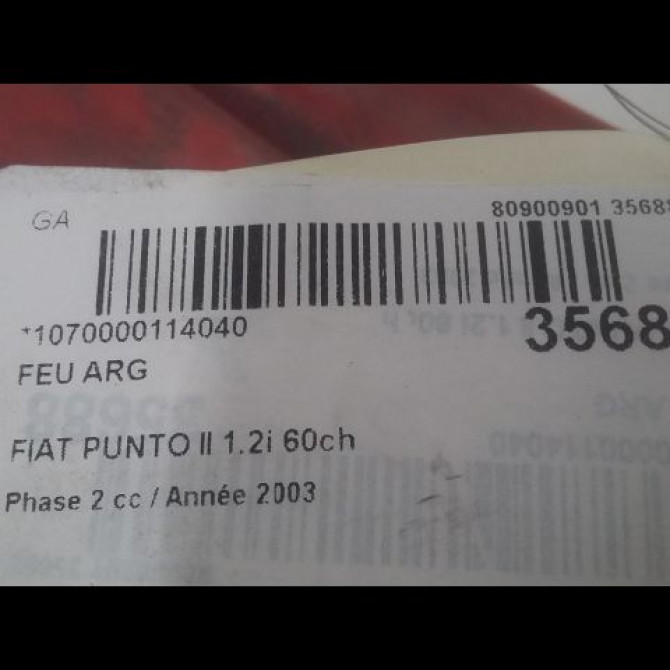 GA
80900901 3568
*1070000114040
3568
FEU ARG
FIAT PUNTO II 1.2i 60ch
Phase 2 cc / Année 2003